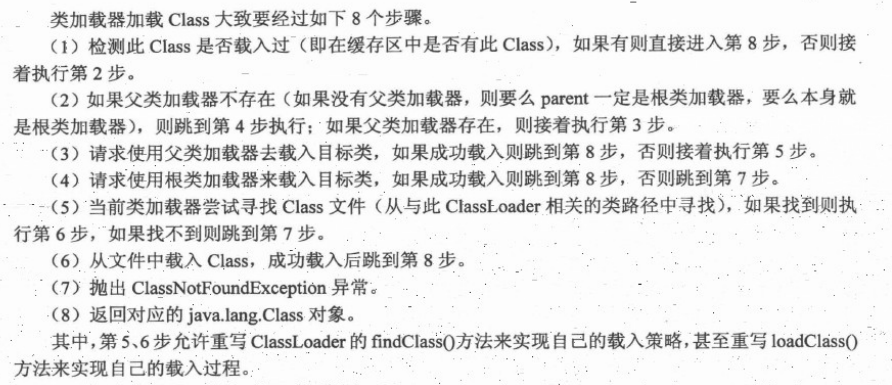 类加载器加载 Class 大致要经过如下 8 个步骤。
（1）检测此 Class 是否载入过（即在缓存区中是否有此 Class），如果有则直接进入第 8 步，否则接
着执行第 2 步。
（2）如果父类加载器不存在（如果没有父类加载器，则要么 parent 一定是根类加载器，要么本身就
是根类加载器），则跳到第 4 步执行；如果父类加载器存在，则接着执行第 3 步。
（3）请求使用父类加载器去载入目标类，如果成功载入则跳到第 8 步，否则接着执行第 5 步。
（4）请求使用根类加载器来载入目标类，如果成功载入则跳到第 8 步，否则跳到第 7 步。
（5）当前类加载器尝试寻找 Class 文件（从与此 ClassLoader 相关的类路径中寻找），如果找到则执
行第 6 步，如果找不到则跳到第 7 步。
（6）从文件中载入 Class，成功载入后跳到第 8 步。
（7）抛出 ClassNotFoundException 异常。
（8）返回对应的 java.lang.Class 对象。
其中，第 5、6 步允许重写 ClassLoader 的 findClass()方法来实现自己的载入策略，甚至重写 loadClass()
方法来实现自己的载入过程。